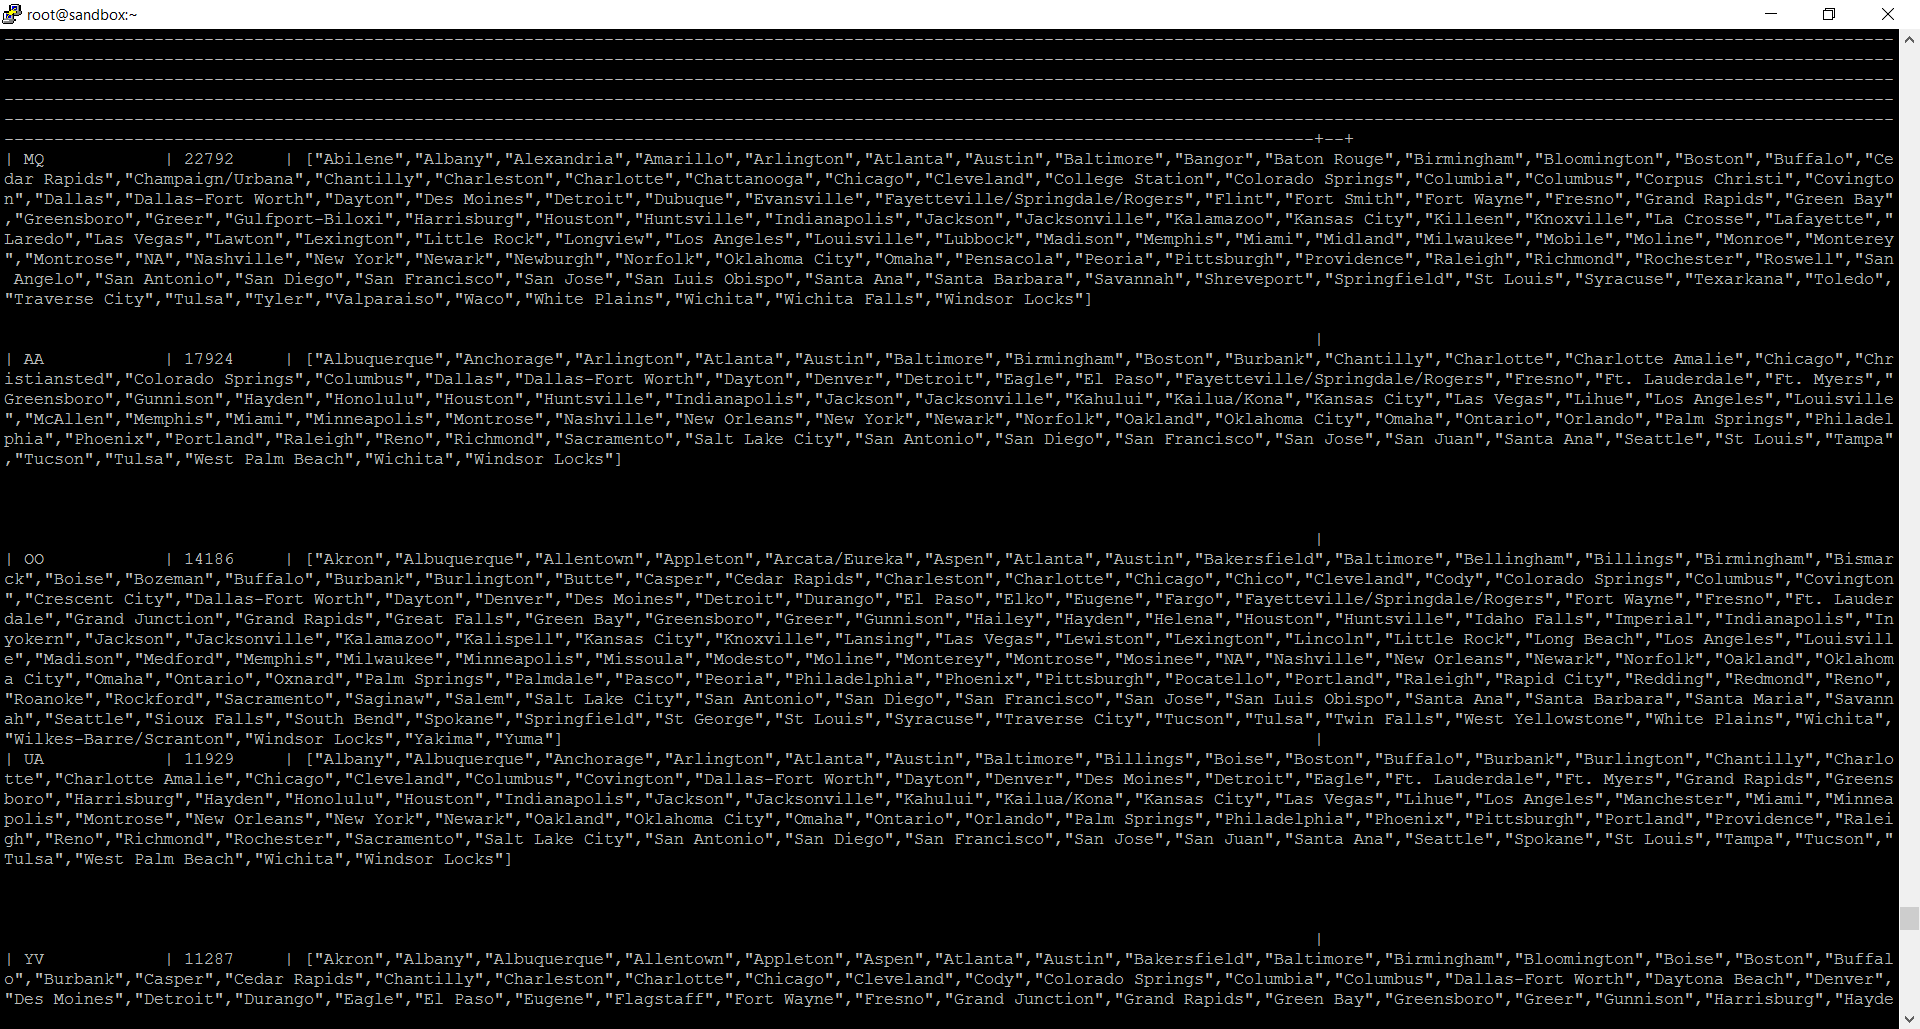 root@sandbox:~
--------------------------------------------------------------------------------------------------------------------------------------------------------------------------------------------
--------------------------------------------------------------------------------------------------------------------------------------------------------------------------------------------
--------------------------------------------------------------------------------------------------------------------------------------------------------------------------------------------
--------------------------------------------------------------------------------------------------------------------------------------------------------------------------------------------
--------------------------------------------------------------------------------------------------------------------------------------------------------------------------------------------
-----------------------------------------------------------------------------------------------------------------------------------+--+
| MQ            | 22792     | ["Abilene","Albany","Alexandria","Amarillo","Arlington","Atlanta","Austin","Baltimore","Bangor","Baton Rouge","Birmingham","Bloomington","Boston","Buffalo","Ce
dar Rapids","Champaign/Urbana","Chantilly","Charleston","Charlotte","Chattanooga","Chicago","Cleveland","College Station","Colorado Springs","Columbia","Columbus","Corpus Christi","Covingto
n","Dallas","Dallas-Fort Worth","Dayton","Des Moines","Detroit","Dubuque","Evansville","Fayetteville/Springdale/Rogers","Flint","Fort Smith","Fort Wayne","Fresno","Grand Rapids","Green Bay"
,"Greensboro","Greer","Gulfport-Biloxi","Harrisburg","Houston","Huntsville","Indianapolis","Jackson","Jacksonville","Kalamazoo","Kansas City","Killeen","Knoxville","La Crosse","Lafayette","
Laredo","Las Vegas","Lawton","Lexington","Little Rock","Longview","Los Angeles","Louisville","Lubbock","Madison","Memphis","Miami","Midland","Milwaukee","Mobile","Moline","Monroe","Monterey
","Montrose","NA","Nashville","New York","Newark","Newburgh","Norfolk","Oklahoma City","Omaha","Pensacola","Peoria","Pittsburgh","Providence","Raleigh","Richmond","Rochester","Roswell","San
 Angelo","San Antonio","San Diego","San Francisco","San Jose","San Luis Obispo","Santa Ana","Santa Barbara","Savannah","Shreveport","Springfield","St Louis","Syracuse","Texarkana","Toledo",
"Traverse City","Tulsa","Tyler","Valparaiso","Waco","White Plains","Wichita","Wichita Falls","Windsor Locks"]
|
| AA            | 17924     | ["Albuquerque","Anchorage","Arlington","Atlanta","Austin","Baltimore","Birmingham","Boston","Burbank","Chantilly","Charlotte","Charlotte Amalie","Chicago","Chr
istiansted","Colorado Springs","Columbus","Dallas","Dallas-Fort Worth","Dayton","Denver","Detroit","Eagle","El Paso","Fayetteville/Springdale/Rogers","Fresno","Ft. Lauderdale","Ft. Myers","
Greensboro","Gunnison","Hayden","Honolulu","Houston","Huntsville","Indianapolis","Jackson","Jacksonville","Kahului","Kailua/Kona","Kansas City","Las Vegas","Lihue","Los Angeles","Louisville
","McAllen","Memphis","Miami","Minneapolis","Montrose","Nashville","New Orleans","New York","Newark","Norfolk","Oakland","Oklahoma City","Omaha","Ontario","Orlando","Palm Springs","Philadel
phia","Phoenix","Portland","Raleigh","Reno","Richmond","Sacramento","Salt Lake City","San Antonio","San Diego","San Francisco","San Jose","San Juan","Santa Ana","Seattle","St Louis","Tampa"
,"Tucson","Tulsa","West Palm Beach","Wichita","Windsor Locks"]
|
| OO            | 14186     | ["Akron","Albuquerque","Allentown","Appleton","Arcata/Eureka","Aspen","Atlanta","Austin","Bakersfield","Baltimore","Bellingham","Billings","Birmingham","Bismar
ck","Boise","Bozeman","Buffalo","Burbank","Burlington","Butte","Casper","Cedar Rapids","Charleston","Charlotte","Chicago","Chico","Cleveland","Cody","Colorado Springs","Columbus","Covington
","Crescent City","Dallas-Fort Worth","Dayton","Denver","Des Moines","Detroit","Durango","El Paso","Elko","Eugene","Fargo","Fayetteville/Springdale/Rogers","Fort Wayne","Fresno","Ft. Lauder
dale","Grand Junction","Grand Rapids","Great Falls","Green Bay","Greensboro","Greer","Gunnison","Hailey","Hayden","Helena","Houston","Huntsville","Idaho Falls","Imperial","Indianapolis","In
yokern","Jackson","Jacksonville","Kalamazoo","Kalispell","Kansas City","Knoxville","Lansing","Las Vegas","Lewiston","Lexington","Lincoln","Little Rock","Long Beach","Los Angeles","Louisvill
e","Madison","Medford","Memphis","Milwaukee","Minneapolis","Missoula","Modesto","Moline","Monterey","Montrose","Mosinee","NA","Nashville","New Orleans","Newark","Norfolk","Oakland","Oklahom
a City","Omaha","Ontario","Oxnard","Palm Springs","Palmdale","Pasco","Peoria","Philadelphia","Phoenix","Pittsburgh","Pocatello","Portland","Raleigh","Rapid City","Redding","Redmond","Reno",
"Roanoke","Rockford","Sacramento","Saginaw","Salem","Salt Lake City","San Antonio","San Diego","San Francisco","San Jose","San Luis Obispo","Santa Ana","Santa Barbara","Santa Maria","Savann
ah","Seattle","Sioux Falls","South Bend","Spokane","Springfield","St George","St Louis","Syracuse","Traverse City","Tucson","Tulsa","Twin Falls","West Yellowstone","White Plains","Wichita",
"Wilkes-Barre/Scranton","Windsor Locks","Yakima","Yuma"] |
| UA            | 11929     | ["Albany","Albuquerque","Anchorage","Arlington","Atlanta","Austin","Baltimore","Billings","Boise","Boston","Buffalo","Burbank","Burlington","Chantilly","Charlo
tte","Charlotte Amalie","Chicago","Cleveland","Columbus","Covington","Dallas-Fort Worth","Dayton","Denver","Des Moines","Detroit","Eagle","Ft. Lauderdale","Ft. Myers","Grand Rapids","Greens
boro","Harrisburg","Hayden","Honolulu","Houston","Indianapolis","Jackson","Jacksonville","Kahului","Kailua/Kona","Kansas City","Las Vegas","Lihue","Los Angeles","Manchester","Miami","Minnea
polis","Montrose","New Orleans","New York","Newark","Oakland","Oklahoma City","Omaha","Ontario","Orlando","Palm Springs","Philadelphia","Phoenix","Pittsburgh","Portland","Providence","Ralei
gh","Reno","Richmond","Rochester","Sacramento","Salt Lake City","San Antonio","San Diego","San Francisco","San Jose","San Juan","Santa Ana","Seattle","Spokane","St Louis","Tampa","Tucson","
Tulsa","West Palm Beach","Wichita","Windsor Locks"]
|
| YV            | 11287     | ["Akron","Albany","Albuquerque","Allentown","Appleton","Aspen","Atlanta","Austin","Bakersfield","Baltimore","Birmingham","Bloomington","Boise","Boston","Buffal
o","Burbank","Casper","Cedar Rapids","Chantilly","Charleston","Charlotte","Chicago","Cleveland","Cody","Colorado Springs","Columbia","Columbus","Dallas-Fort Worth","Daytona Beach","Denver",
"Des Moines","Detroit","Durango","Eagle","El Paso","Eugene","Flagstaff","Fort Wayne","Fresno","Grand Junction","Grand Rapids","Green Bay","Greensboro","Greer","Gunnison","Harrisburg","Hayde